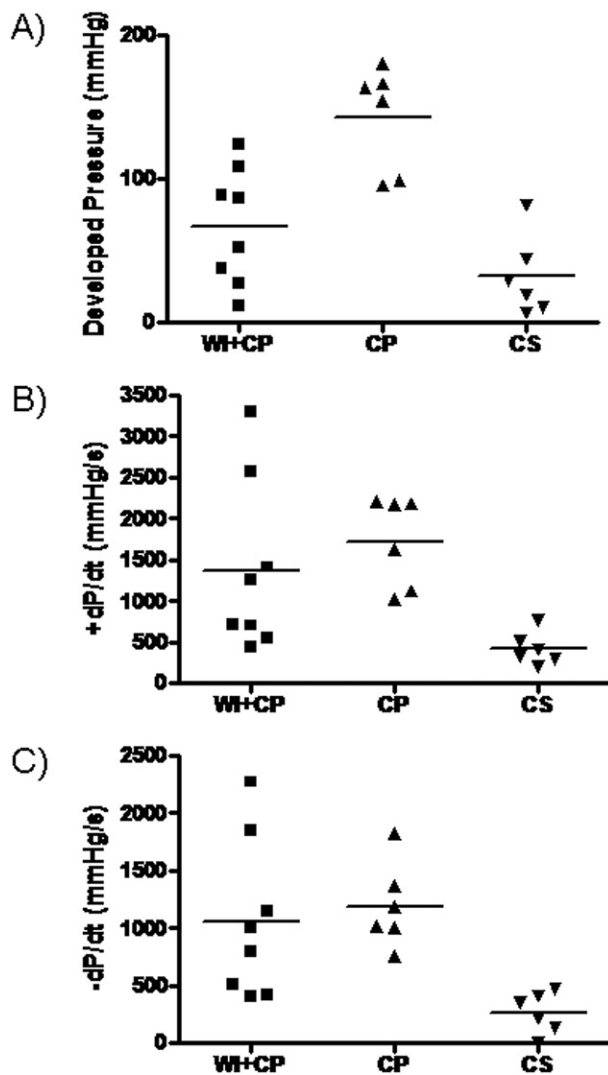 A)
Developed Pressure (mmHg)
200
100
0
WI+CP
CP
CS
B)
+dP/dt (mmHg/s)
3500
3000
2500
2000
1500
1000
500
0
WI+CP
CP
CS
C)
-dP/dt (mmHg/s)
2500
2000
1500
1000
500
0
WI+CP
CP
CS